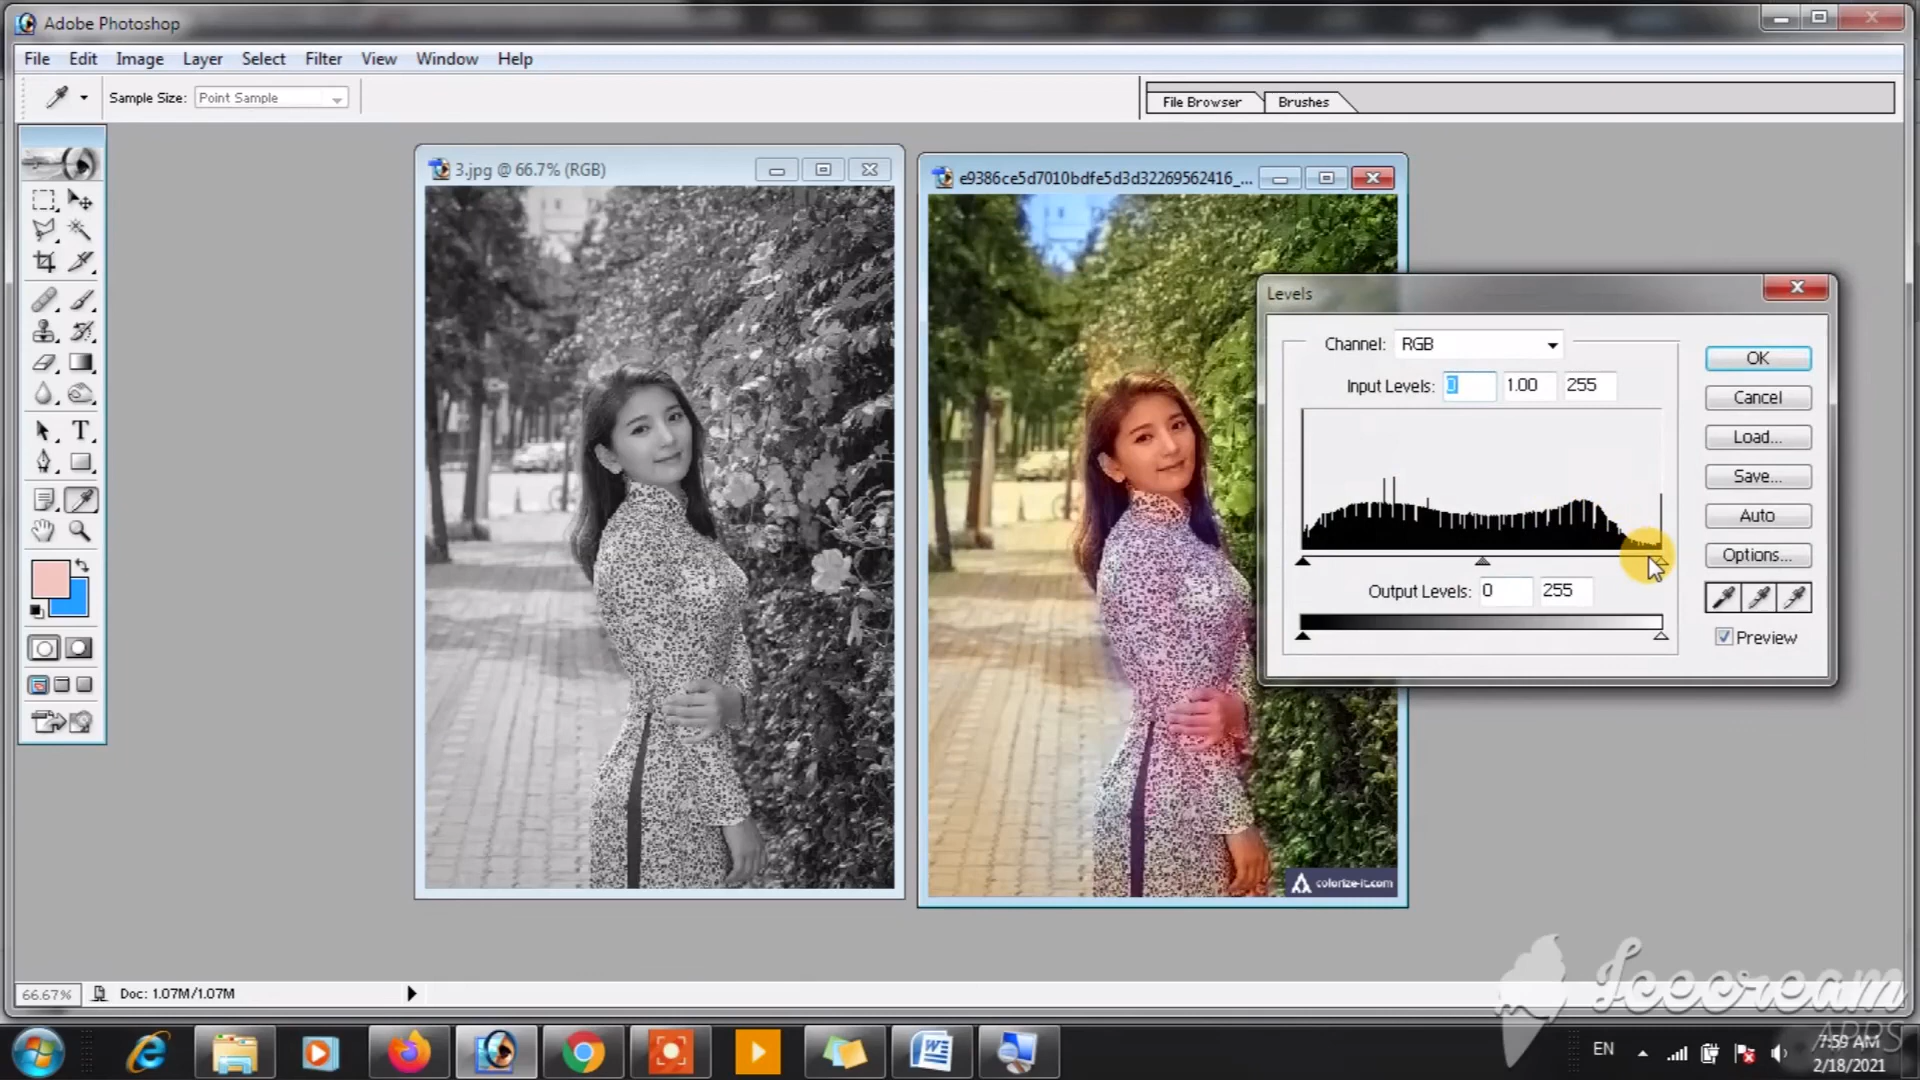 Adobe Photoshop
File Edit Image Layer Select Filter View Window Help
Sample Size: Point Sample
File Browser Brushes
3.jpg @ 66.7% (RGB)
e9386ce5d7010bdfe5d3d32269562416_...
Levels
Channel: RGB
OK
Input Levels: 0 1.00 255
Cancel
Load...
Save...
Auto
Options...
Output Levels: 0 255
Preview
T
colorize-it.com
66.67% Doc: 1.07M/1.07M
Icecream
APPS
EN
7:59 AM
2/18/2021